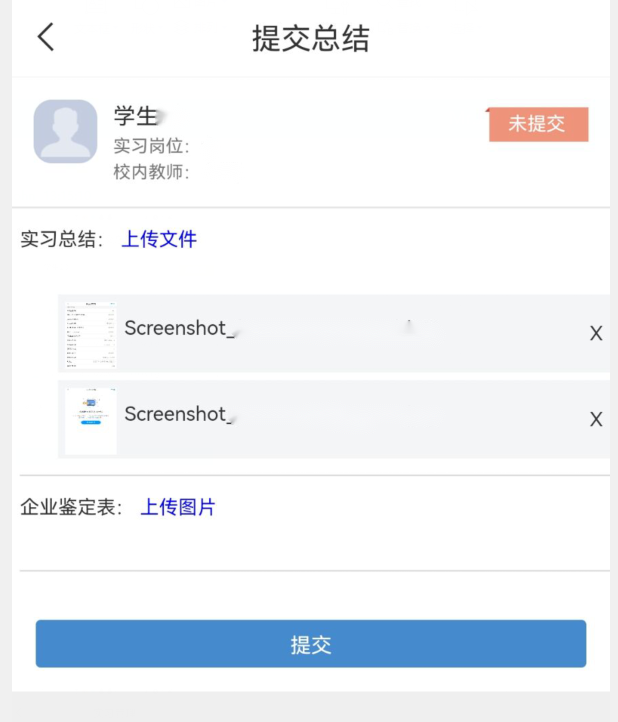 提交总结
学生
未提交
实习岗位:
校内教师:
实习总结: 上传文件
Screenshot_
X
Screenshot_
X
企业鉴定表: 上传图片
提交